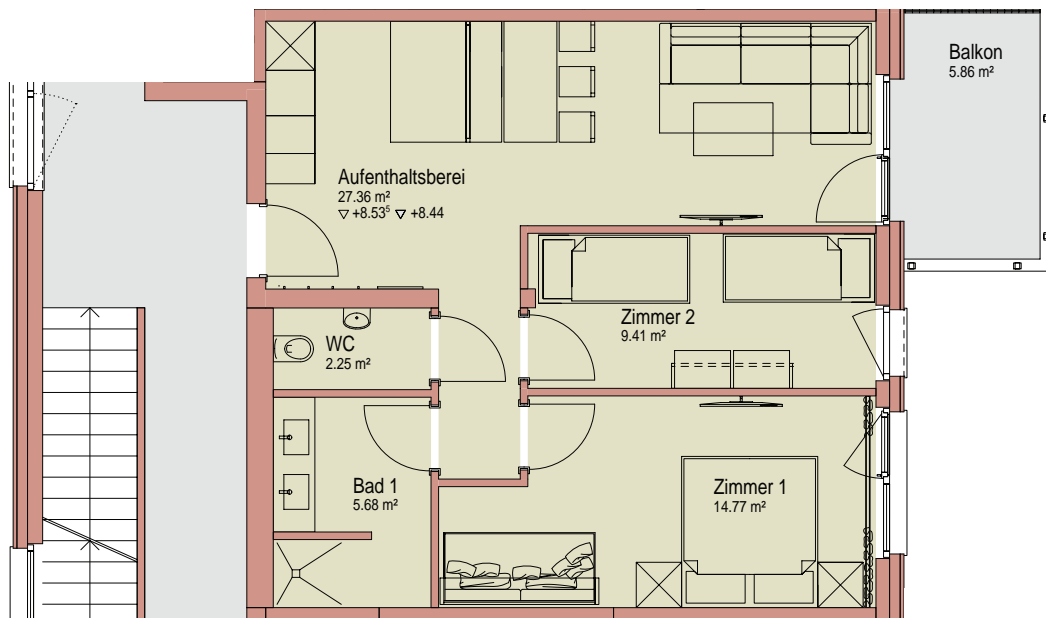 Balkon
5.86 m²
Aufenthaltsberei
27.36 m²
▽ +8.53⁵ ▽ +8.44
Zimmer 2
9.41 m²
WC
2.25 m²
Bad 1
5.68 m²
Zimmer 1
14.77 m²